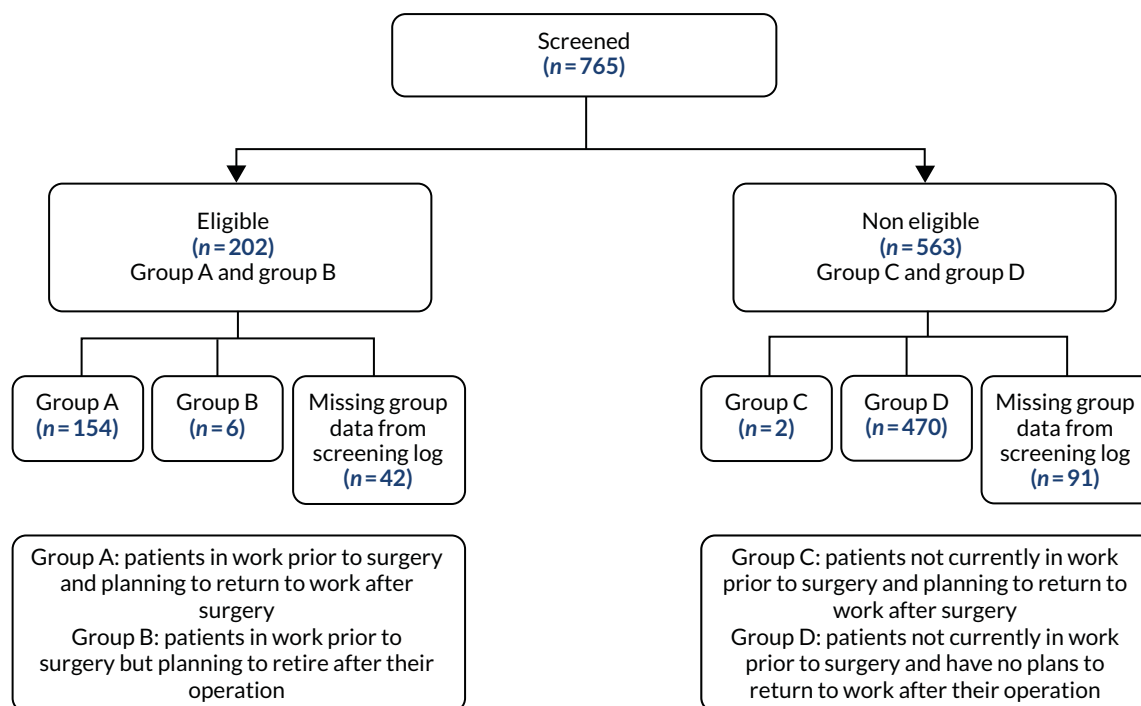 Screened
(n=765)
Eligible
(n=202)
Group A and group B
Non eligible
(n=563)
Group C and group D
Group A
(n=154)
Group B
(n=6)
Missing group
data from
screening log
(n=42)
Group C
(n=2)
Group D
(n=470)
Missing group
data from
screening log
(n=91)
Group A: patients in work prior to surgery
and planning to return to work after
surgery
Group B: patients in work prior to
surgery but planning to retire after their
operation
Group C: patients not currently in work
prior to surgery and planning to return to
work after surgery
Group D: patients not currently in work
prior to surgery and have no plans to
return to work after their operation